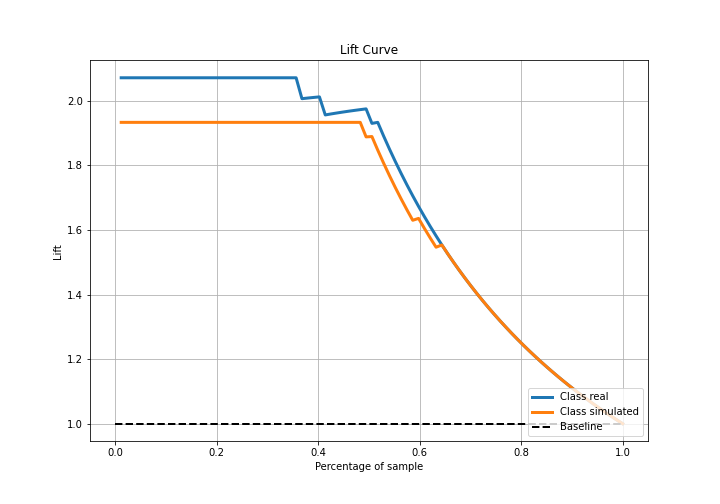 Lift Curve
Lift
2.0
1.8
1.6
1.4
1.2
1.0
0.0 0.2 0.4 0.6 0.8 1.0
Percentage of sample
Class real
Class simulated
Baseline